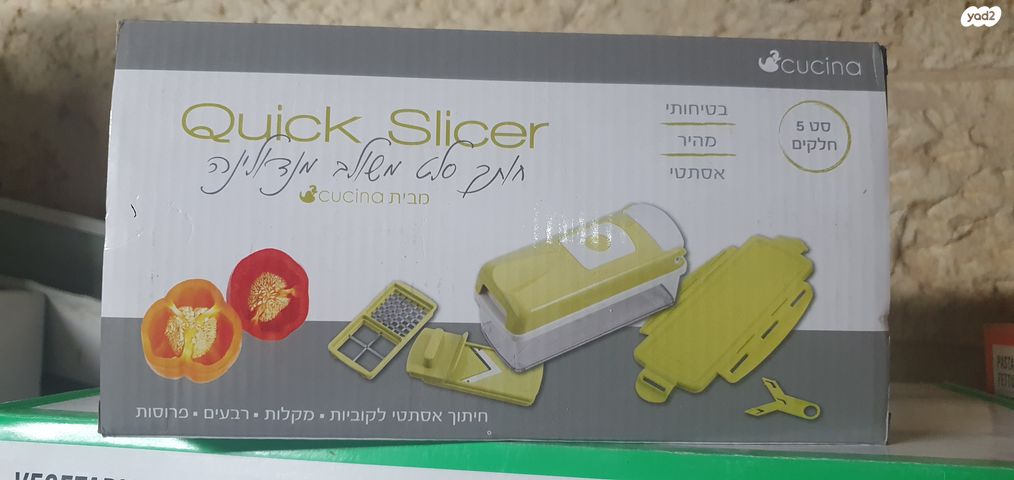 yad2
cucina
Quick Slicer
חותך סלט משולב מנדולינה
מבית cucina
בטיחותי
מהיר
אסתטי
סט 5
חלקים
חיתוך אסתטי לקוביות ▪ מקלות ▪ רבעים ▪ פרוסות
PASTA